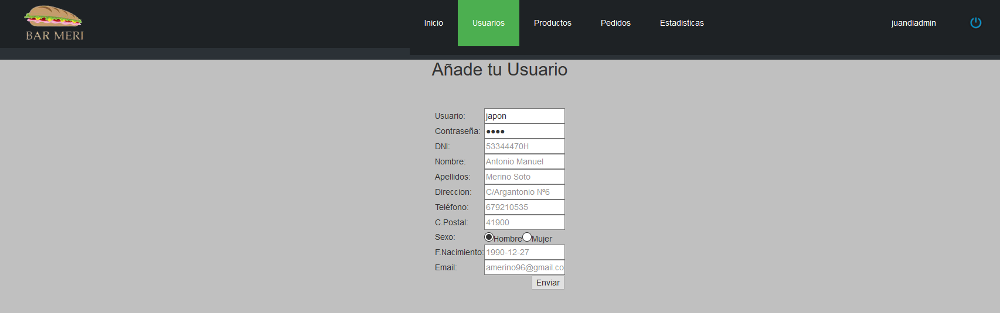 BAR MERI
Inicio Usuarios Productos Pedidos Estadisticas juandiadmin
Añade tu Usuario
Usuario: japon
Contraseña: ●●●●
DNI: 53344470H
Nombre: Antonio Manuel
Apellidos: Merino Soto
Direccion: C/Argantonio Nº6
Teléfono: 679210535
C.Postal: 41900
Sexo: Hombre Mujer
F.Nacimiento: 1990-12-27
Email: amerino96@gmail.co
Enviar